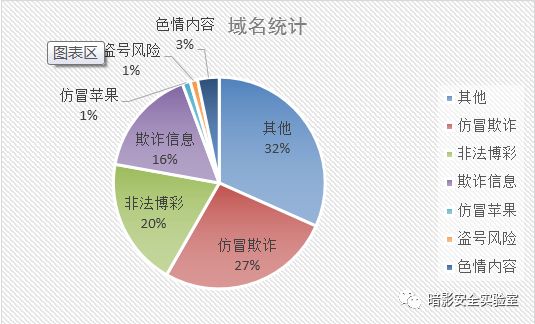 域名统计
色情内容
3%
图表区
盗号风险
1%
仿冒苹果
1%
其他
32%
欺诈信息
16%
非法博彩
20%
仿冒欺诈
27%
其他
仿冒欺诈
非法博彩
欺诈信息
仿冒苹果
盗号风险
色情内容
暗影安全实验室